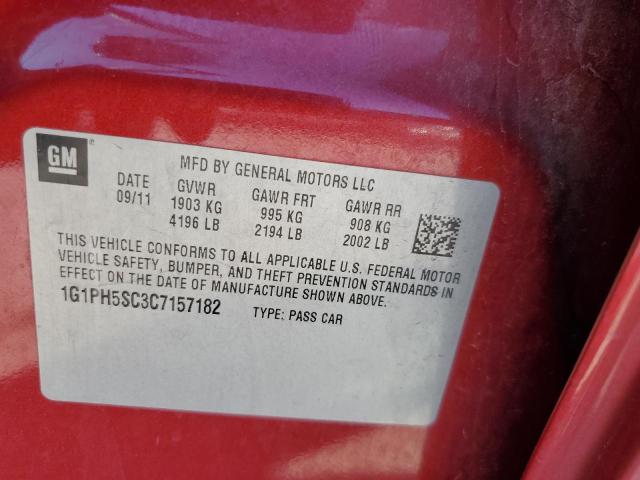 GM
MFD BY GENERAL MOTORS LLC
DATE GVWR GAWR FRT GAWR RR
09/11 1903 KG 995 KG 908 KG
4196 LB 2194 LB 2002 LB
THIS VEHICLE CONFORMS TO ALL APPLICABLE U.S. FEDERAL MOTOR
VEHICLE SAFETY, BUMPER, AND THEFT PREVENTION STANDARDS IN
EFFECT ON THE DATE OF MANUFACTURE SHOWN ABOVE.
1G1PH5SC3C7157182 TYPE: PASS CAR